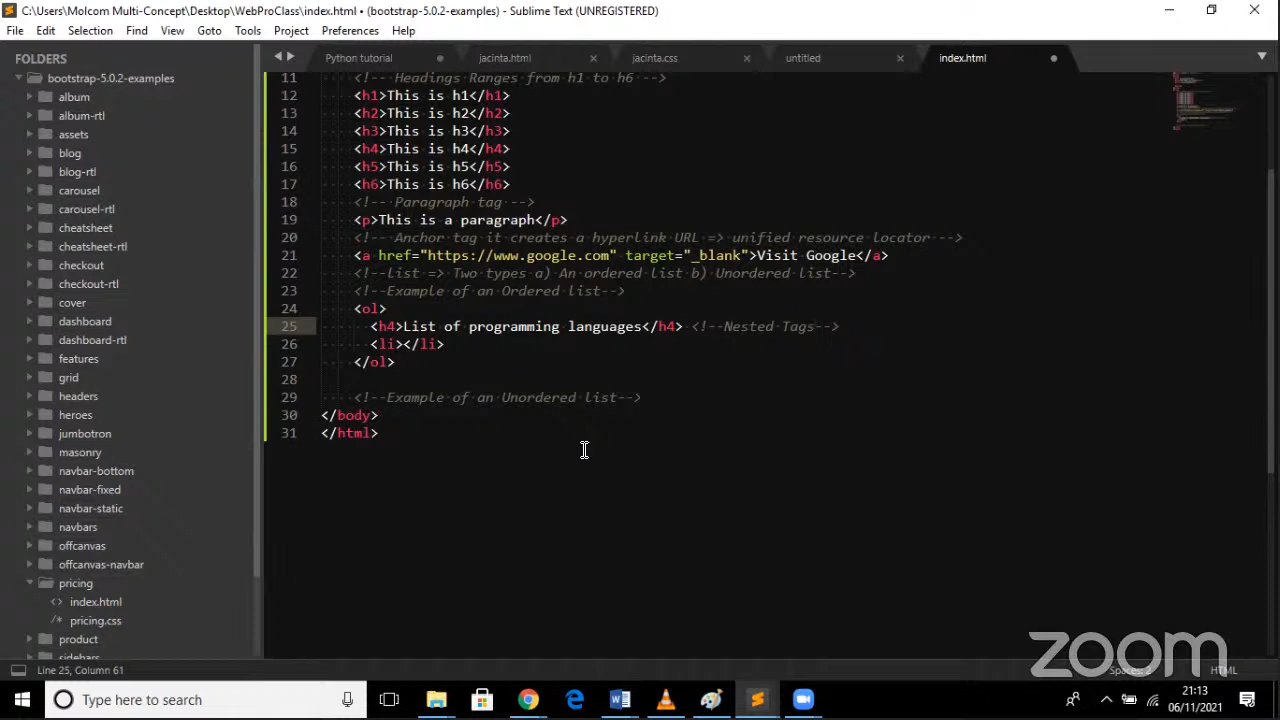 C:\Users\Molcom Multi-Concept\Desktop\WebProClass\index.html • (bootstrap-5.0.2-examples) - Sublime Text (UNREGISTERED)
File Edit Selection Find View Goto Tools Project Preferences Help
FOLDERS
bootstrap-5.0.2-examples
album
album-rtl
assets
blog
blog-rtl
carousel
carousel-rtl
cheatsheet
cheatsheet-rtl
checkout
checkout-rtl
cover
dashboard
dashboard-rtl
features
grid
headers
heroes
jumbotron
masonry
navbar-bottom
navbar-fixed
navbar-static
navbars
offcanvas
offcanvas-navbar
pricing
<> index.html
/* pricing.css
product
sidebars
Python tutorial jacinta.html jacinta.css untitled index.html
11 <!-- Headings Ranges from h1 to h6 -->
12 <h1>This is h1</h1>
13 <h2>This is h2</h2>
14 <h3>This is h3</h3>
15 <h4>This is h4</h4>
16 <h5>This is h5</h5>
17 <h6>This is h6</h6>
18 <!-- Paragraph tag -->
19 <p>This is a paragraph</p>
20 <!-- Anchor tag it creates a hyperlink URL => unified resource locator -->
21 <a href="https://www.google.com" target="_blank">Visit Google</a>
22 <!--list => Two types a) An ordered list b) Unordered list-->
23 <!--Example of an Ordered list-->
24 <ol>
25 <h4>List of programming languages</h4> <!--Nested Tags-->
26 <li></li>
27 </ol>
28
29 <!--Example of an Unordered list-->
30 </body>
31 </html>
zoom
Line 25, Column 61
Spaces: 2
HTML
Type here to search
21:13
06/11/2021